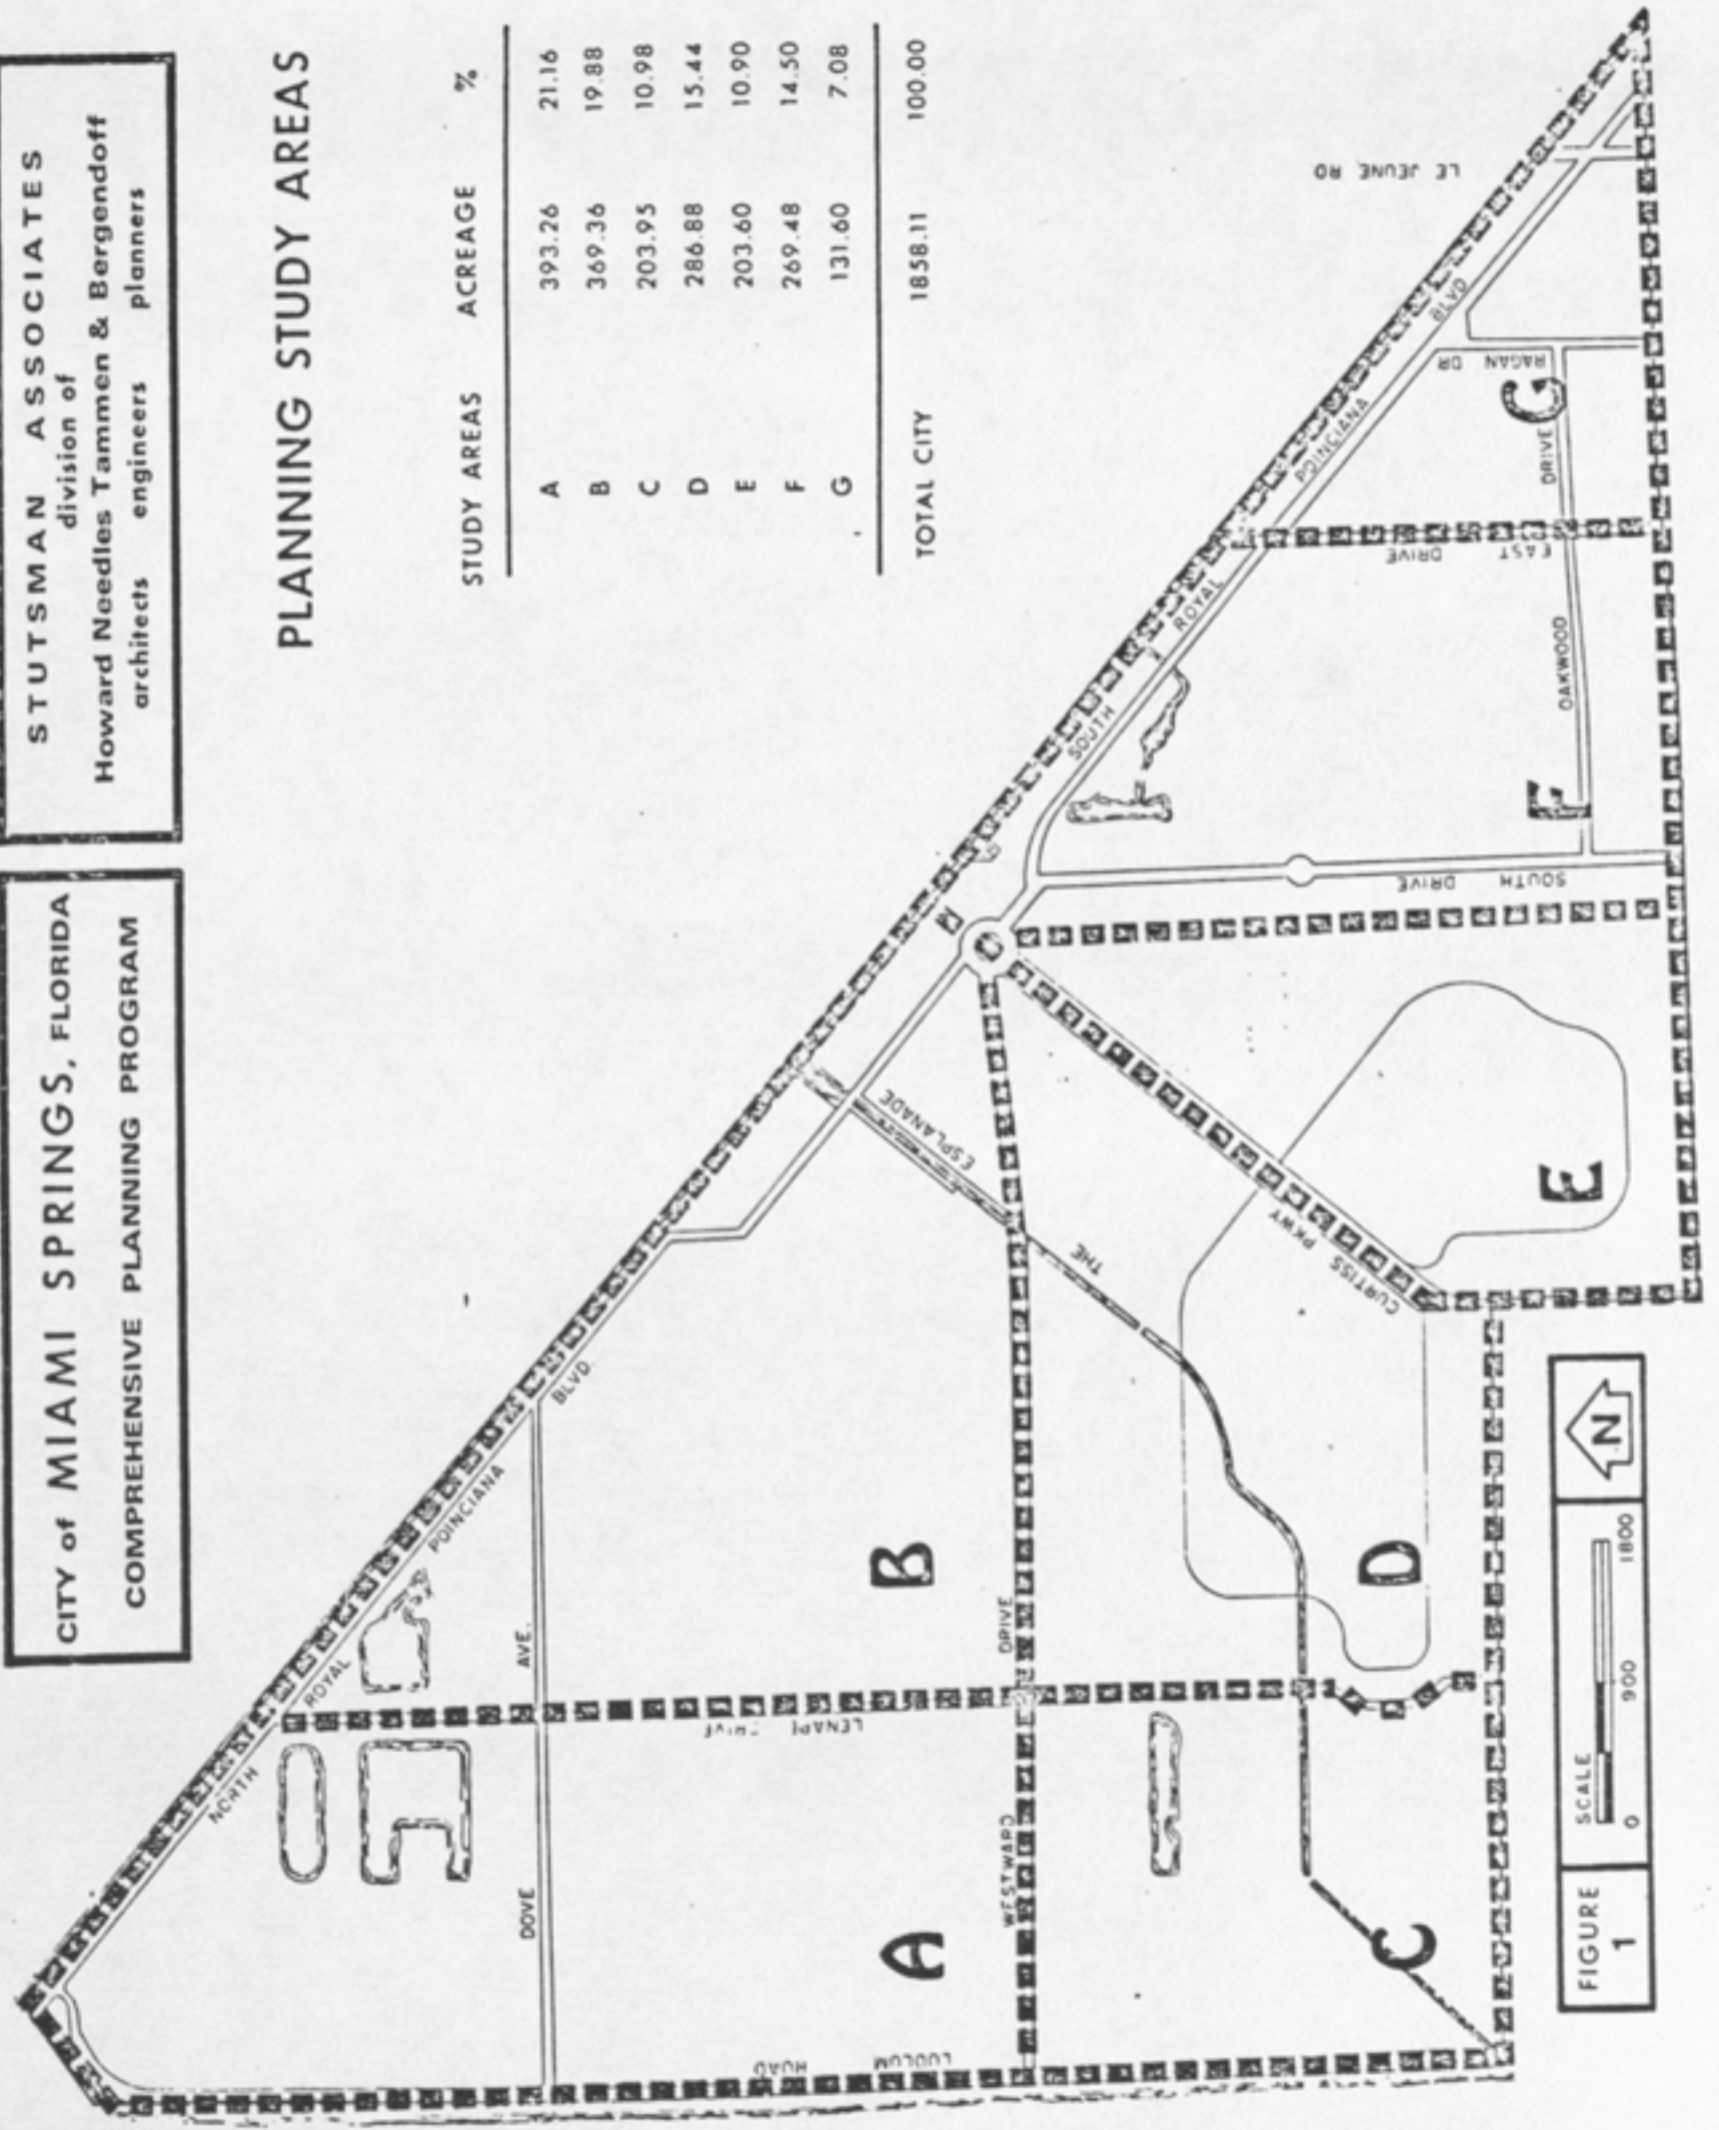 CITY of MIAMI SPRINGS, FLORIDA
COMPREHENSIVE PLANNING PROGRAM
STUTSMAN ASSOCIATES
division of
Howard Needles Tammen & Bergendoff
architects engineers planners
PLANNING STUDY AREAS
STUDY AREAS ACREAGE %
A 393.26 21.16
B 369.36 19.88
C 203.95 10.98
D 286.88 15.44
E 203.60 10.90
F 269.48 14.50
G 131.60 7.08
TOTAL CITY 1858.11 100.00
NORTH ROYAL POINCIANA BLVD.
DOVE AVE.
LENAPE DRIVE
LUDLUM ROAD
WESTWARD DRIVE
THE ESPLANADE
CURTISS PKWY
SOUTH ROYAL POINCIANA BLVD
SOUTH DRIVE
EAST DRIVE
OAKWOOD DRIVE
RAGAN DR
LE JEUNE RD
A
B
C
D
E
F
G
FIGURE
1
SCALE
0 900 1800
N